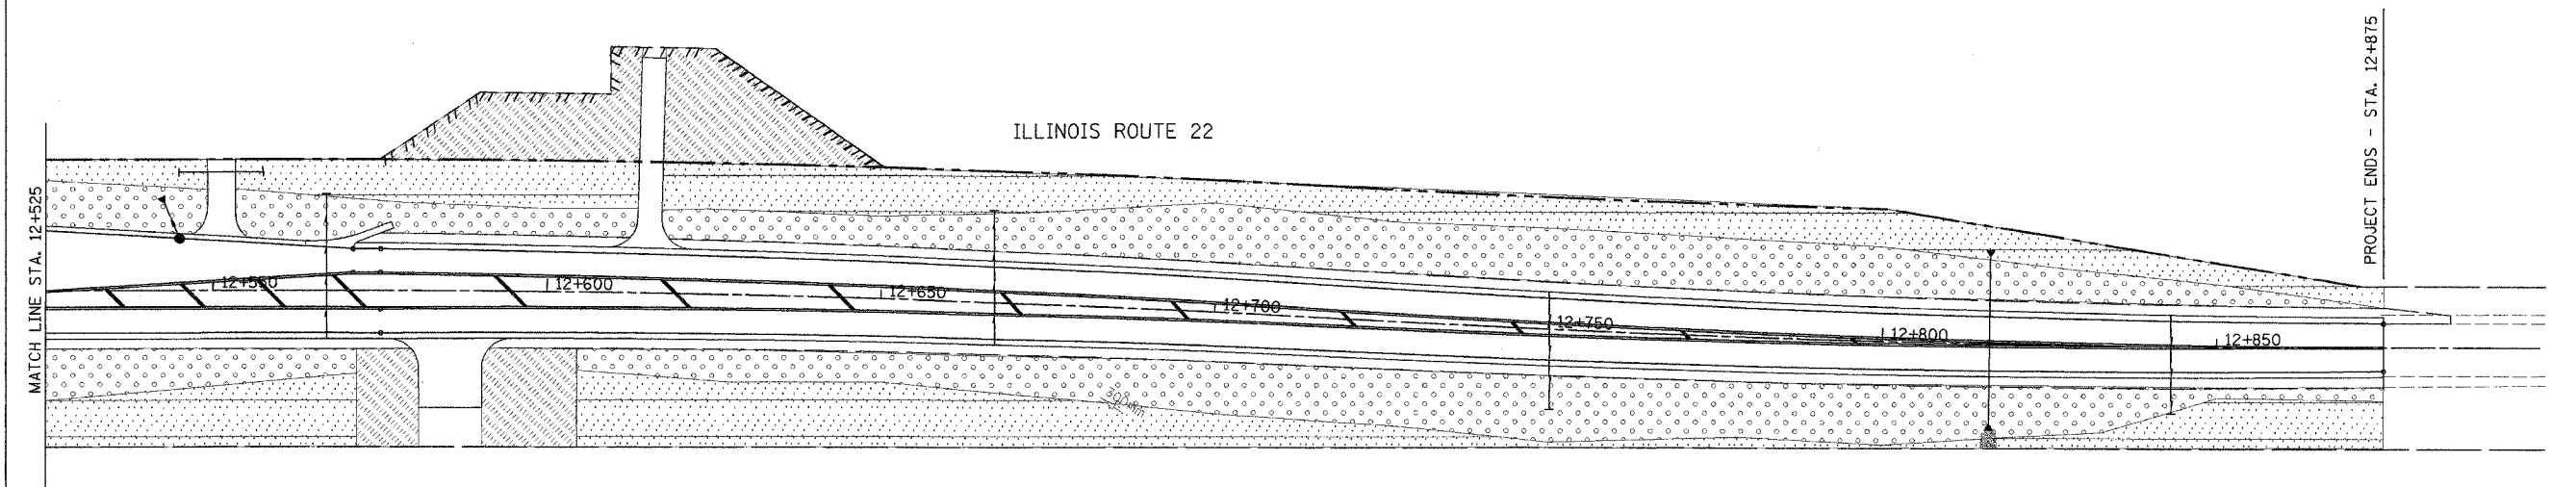 ILLINOIS ROUTE 22
MATCH LINE STA. 12+525
PROJECT ENDS - STA. 12+875
12+550
12+600
12+650
12+700
12+750
12+800
12+850
300mm